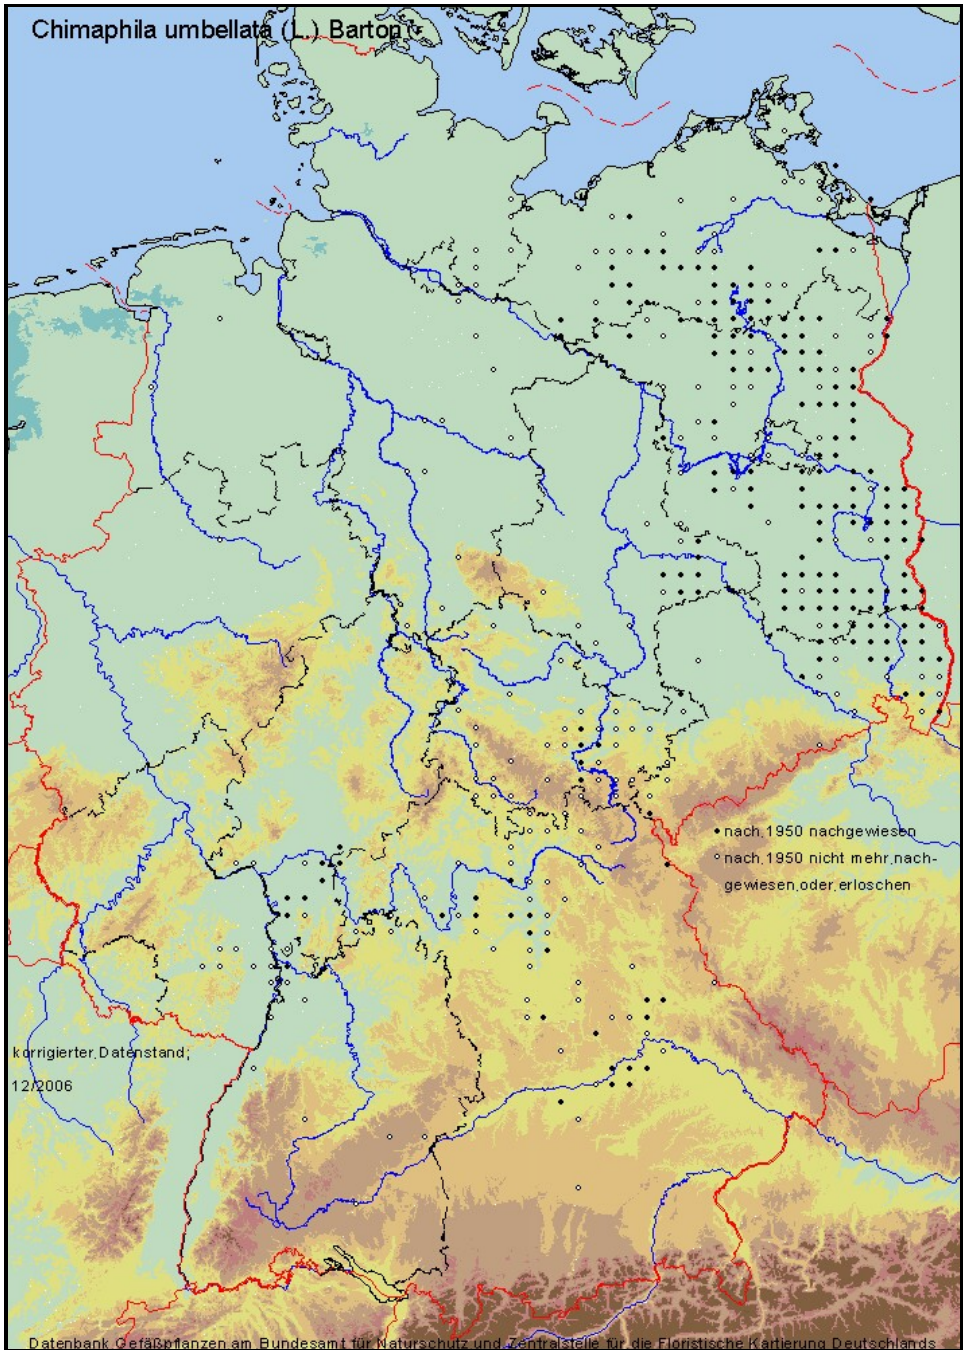 Chimaphila umbellata (L.) Barton
nach 1950 nachgewiesen
nach 1950 nicht mehr nach-
gewiesen oder erloschen
korrigierter Datenstand;
12/2006
Datenbank Gefäßpflanzen am Bundesamt für Naturschutz und Zentralstelle für die Floristische Kartierung Deutschlands